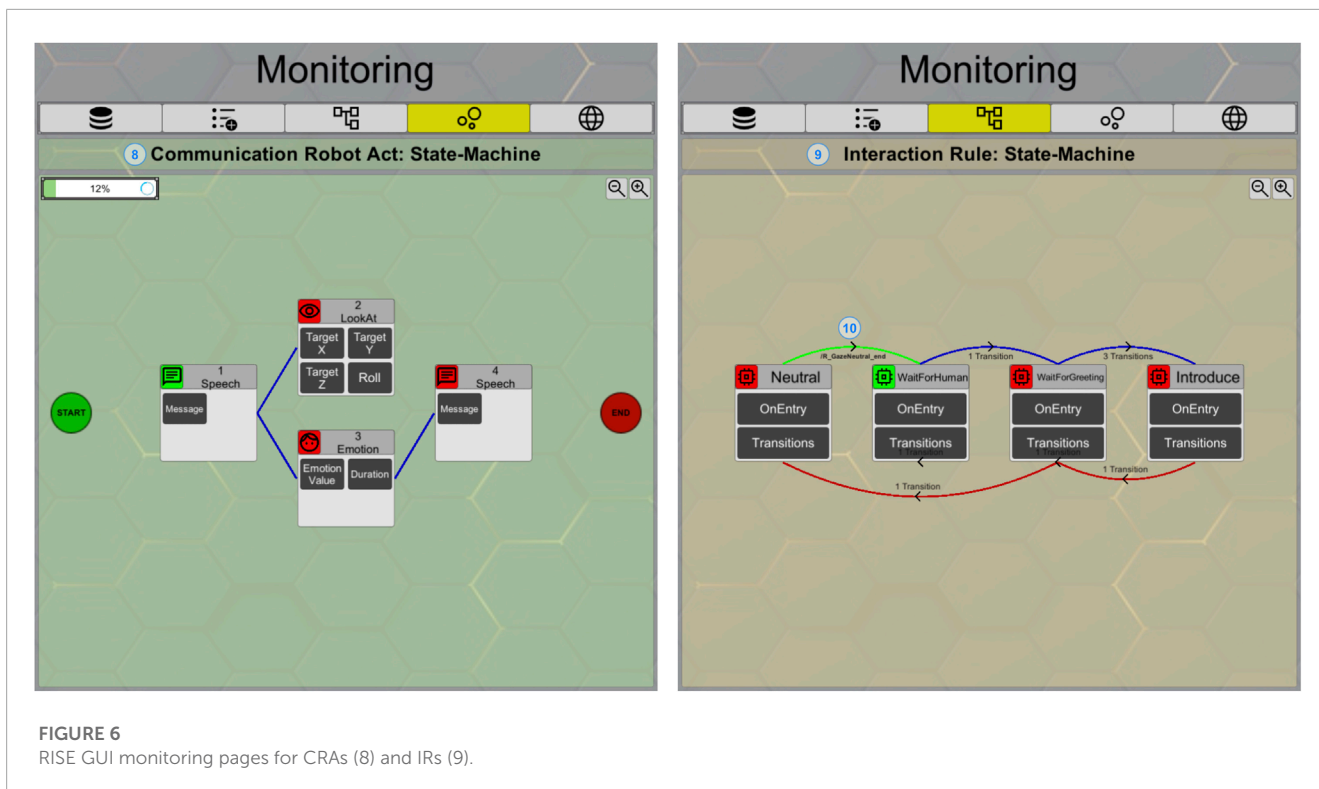 Monitoring
8 Communication Robot Act: State-Machine
12%
START
1
Speech
Message
2
LookAt
Target X
Target Y
Target Z
Roll
3
Emotion
Emotion Value
Duration
4
Speech
Message
END
Monitoring
9 Interaction Rule: State-Machine
10
/R_GazeNeutral_end
1 Transition
3 Transitions
Neutral
OnEntry
Transitions
WaitForHuman
OnEntry
Transitions
1 Transition
WaitForGreeting
OnEntry
Transitions
1 Transition
Introduce
OnEntry
Transitions
1 Transition
1 Transition
FIGURE 6
RISE GUI monitoring pages for CRAs (8) and IRs (9).